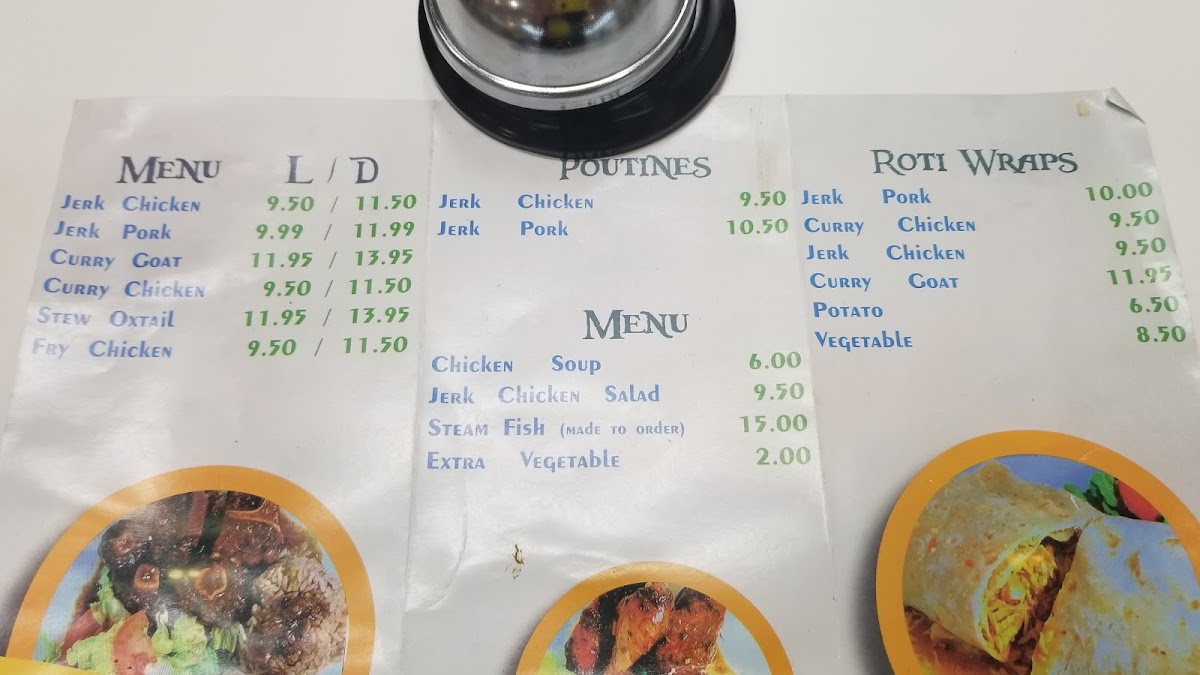 Menu L / D
Jerk Chicken 9.50 / 11.50
Jerk Pork 9.99 / 11.99
Curry Goat 11.95 / 13.95
Curry Chicken 9.50 / 11.50
Stew Oxtail 11.95 / 13.95
Fry Chicken 9.50 / 11.50
Poutines
Jerk Chicken 9.50
Jerk Pork 10.50
Menu
Chicken Soup 6.00
Jerk Chicken Salad 9.50
Steam Fish (made to order) 15.00
Extra Vegetable 2.00
Roti Wraps
Jerk Pork 10.00
Curry Chicken 9.50
Jerk Chicken 9.50
Curry Goat 11.95
Potato 6.50
Vegetable 8.50